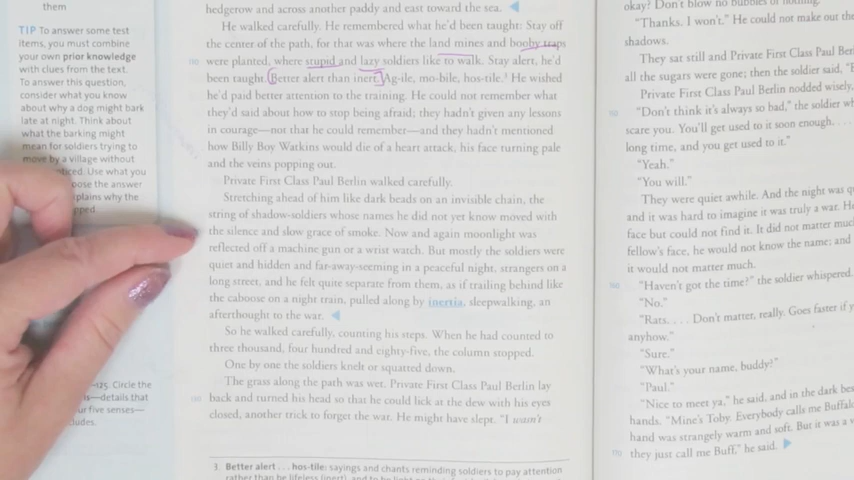 them
TIP To answer some test
items, you must combine
your own prior knowledge
with clues from the text.
To answer this question,
consider what you know
about why a dog might bark
late at night. Think about
what the barking might
mean for soldiers trying to
move by a village without
Use what you
the answer
plains why the
Circle the
details that
ur five senses—
cludes.
hedgerow and across another paddy and east toward the sea.
He walked carefully. He remembered what he'd been taught: Stay off
the center of the path, for that was where the land mines and booby traps
were planted, where stupid and lazy soldiers like to walk. Stay alert, he'd
been taught. Better alert than inert. Ag-ile, mo-bile, hos-tile.3 He wished
he'd paid better attention to the training. He could not remember what
they'd said about how to stop being afraid; they hadn't given any lessons
in courage—not that he could remember—and they hadn't mentioned
how Billy Boy Watkins would die of a heart attack, his face turning pale
and the veins popping out.
Private First Class Paul Berlin walked carefully.
Stretching ahead of him like dark beads on an invisible chain, the
string of shadow-soldiers whose names he did not yet know moved with
the silence and slow grace of smoke. Now and again moonlight was
reflected off a machine gun or a wrist watch. But mostly the soldiers were
quiet and hidden and far-away-seeming in a peaceful night, strangers on a
long street, and he felt quite separate from them, as if trailing behind like
the caboose on a night train, pulled along by inertia, sleepwalking, an
afterthought to the war.
So he walked carefully, counting his steps. When he had counted to
three thousand, four hundred and eighty-five, the column stopped.
One by one the soldiers knelt or squatted down.
The grass along the path was wet. Private First Class Paul Berlin lay
back and turned his head so that he could lick at the dew with his eyes
closed, another trick to forget the war. He might have slept. "I wasn't
3. Better alert . . . hos-tile: sayings and chants reminding soldiers to pay attention
rather than be lifeless (inert), and to be
okay? Don't blow no bubbles or
"Thanks. I won't." He could not make out the
shadows.
They sat still and Private First Class Paul Ber
all the sugars were gone; then the soldier said, "
Private First Class Paul Berlin nodded wisely,
"Don't think it's always so bad," the soldier wh
scare you. You'll get used to it soon enough. . . .
long time, and you get used to it."
"Yeah."
"You will."
They were quiet awhile. And the night was qu
and it was hard to imagine it was truly a war. He
face but could not find it. It did not matter muc
fellow's face, he would not know the name; and
it would not matter much.
"Haven't got the time?" the soldier whispered.
"No."
"Rats. . . . Don't matter, really. Goes faster if y
anyhow."
"Sure."
"What's your name, buddy?"
"Paul."
"Nice to meet ya," he said, and in the dark bes
hands. "Mine's Toby. Everybody calls me Buffal
hand was strangely warm and soft. But it was a v
they just call me Buff," he said.